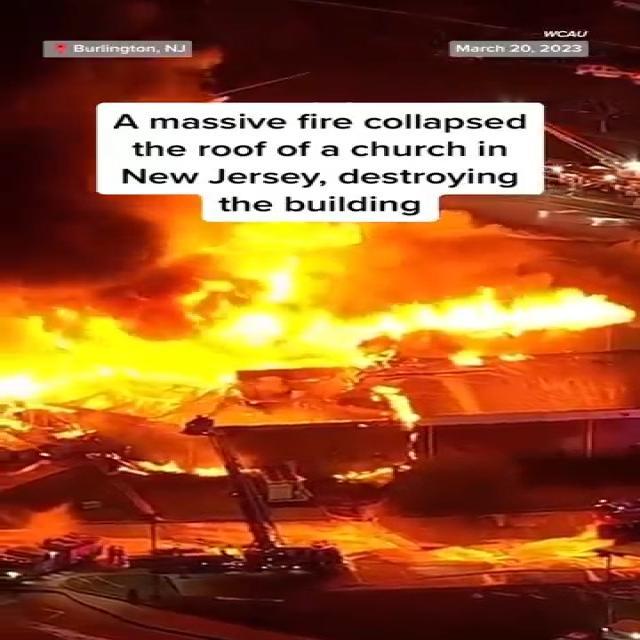 WCAU
Burlington, NJ
March 20, 2023
A massive fire collapsed
the roof of a church in
New Jersey, destroying
the building